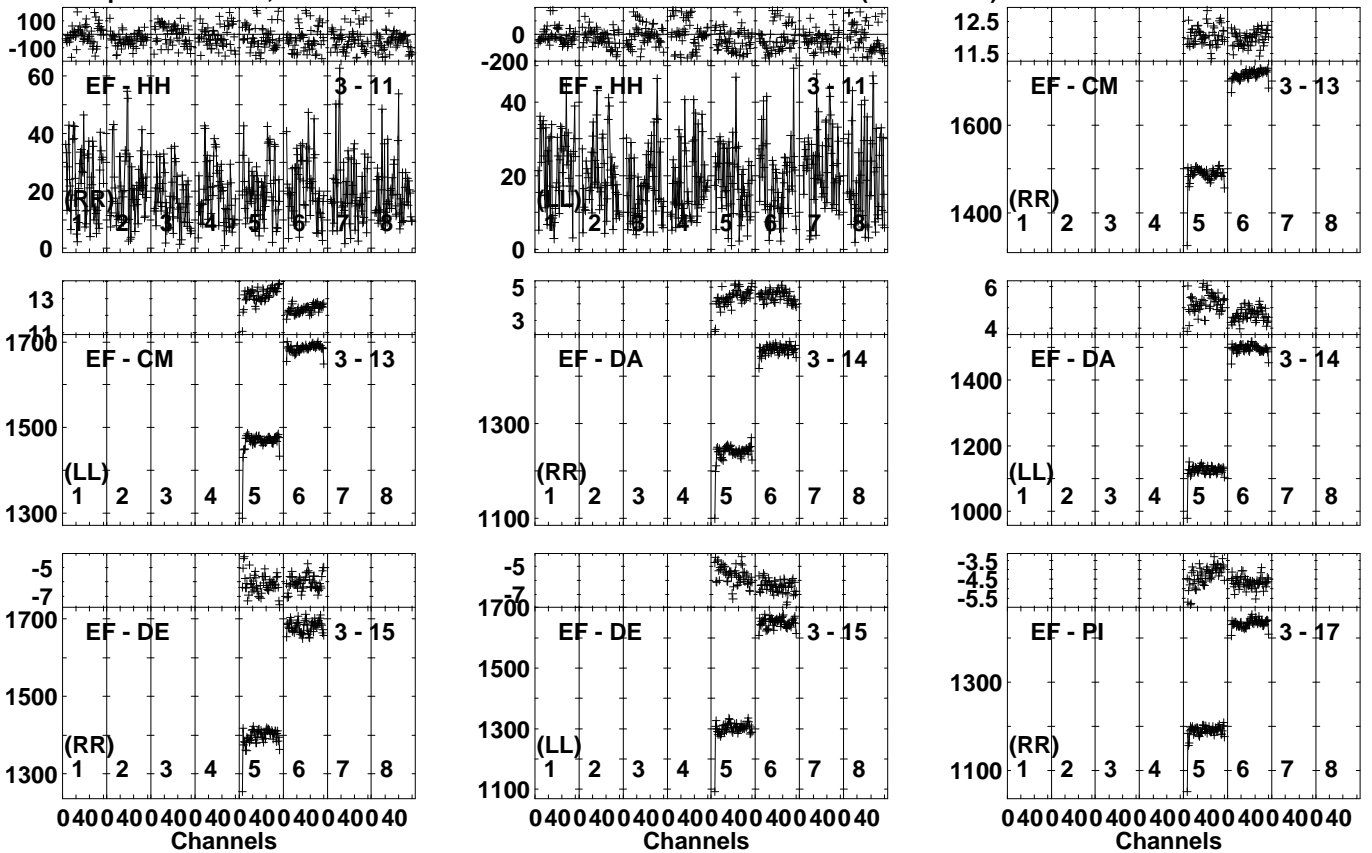 100
-100
60
EF - HH 3 - 11
40
20
(RR)
1 2 3 4 5 6 7 8
0
0
-200
EF - HH 3 - 11
40
20
(LL)
1 2 3 4 5 6 7 8
0
12.5
11.5
EF - CM 3 - 13
1600
(RR)
1400
1 2 3 4 5 6 7 8
13
11
1700
EF - CM 3 - 13
1500
(LL)
1 2 3 4 5 6 7 8
1300
5
3
EF - DA 3 - 14
1300
(RR)
1 2 3 4 5 6 7 8
1100
6
4
EF - DA 3 - 14
1400
1200
(LL)
1 2 3 4 5 6 7 8
1000
-5
-7
1700
EF - DE 3 - 15
1500
(RR)
1 2 3 4 5 6 7 8
1300
0 40 0 40 0 40 0 40 0 40 0 40 0 40 0 40
Channels
-5
-7
1700
EF - DE 3 - 15
1500
1300
(LL)
1 2 3 4 5 6 7 8
1100
0 40 0 40 0 40 0 40 0 40 0 40 0 40 0 40
Channels
-3.5
-4.5
-5.5
EF - PI 3 - 17
1300
(RR)
1 2 3 4 5 6 7 8
1100
0 40 0 40 0 40 0 40 0 40 0 40 0 40 0 40
Channels